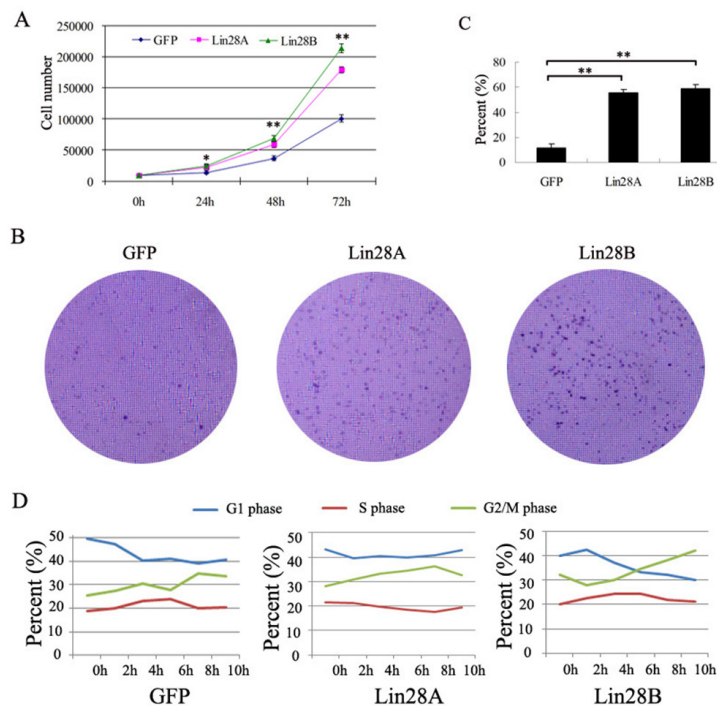 A
GFP Lin28A Lin28B
Cell number
250000
200000
150000
100000
50000
0
* ** **
0h 24h 48h 72h
C
** **
Percent (%)
80
60
40
20
0
GFP Lin28A Lin28B
B
GFP Lin28A Lin28B
D
G1 phase S phase G2/M phase
Percent (%)
50
40
30
20
10
0
0h 2h 4h 6h 8h 10h
GFP
Percent (%)
50
40
30
20
10
0
0h 2h 4h 6h 8h 10h
Lin28A
Percent (%)
50
40
30
20
10
0
0h 2h 4h 6h 8h 10h
Lin28B